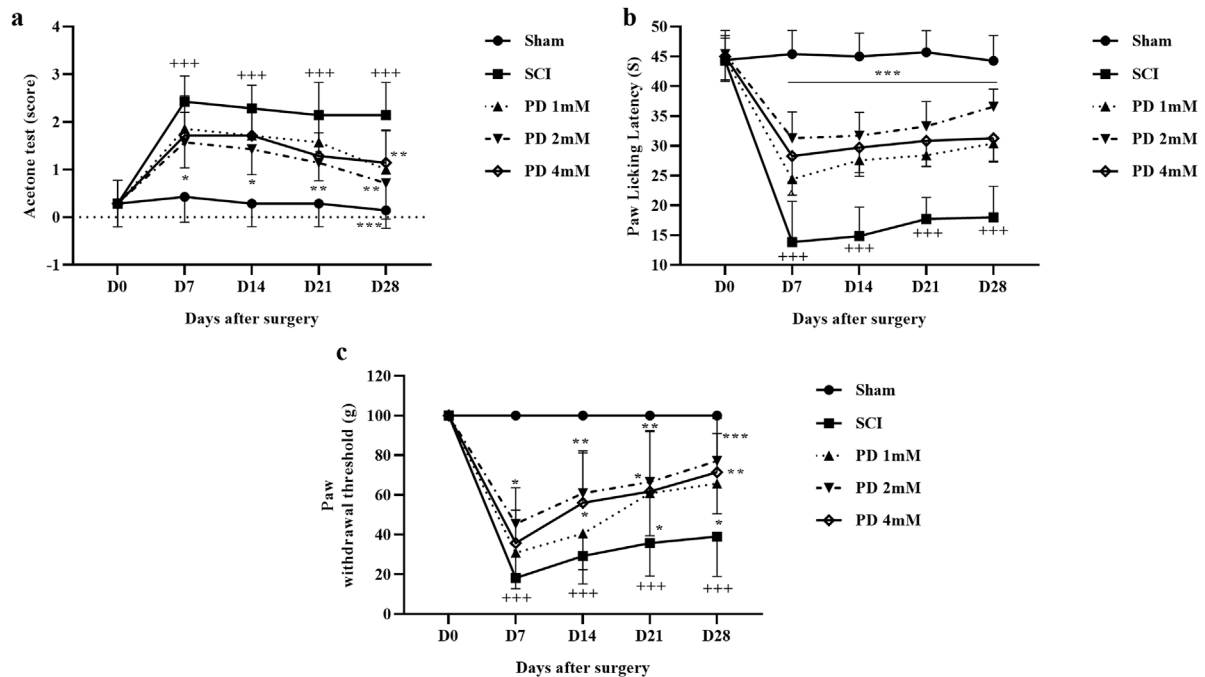 a
4
3
2
1
0
-1
Acetone test (score)
+++
+++
+++
+++
*
*
**
**
**
***
D0 D7 D14 D21 D28
Days after surgery
Sham
SCI
PD 1mM
PD 2mM
PD 4mM
b
50
45
40
35
30
25
20
15
10
Paw Licking Latency (S)
***
+++
+++
+++
+++
D0 D7 D14 D21 D28
Days after surgery
Sham
SCI
PD 1mM
PD 2mM
PD 4mM
c
120
100
80
60
40
20
0
Paw
withdrawal threshold (g)
*
**
*
**
*
*
***
**
*
+++
+++
+++
+++
D0 D7 D14 D21 D28
Days after surgery
Sham
SCI
PD 1mM
PD 2mM
PD 4mM